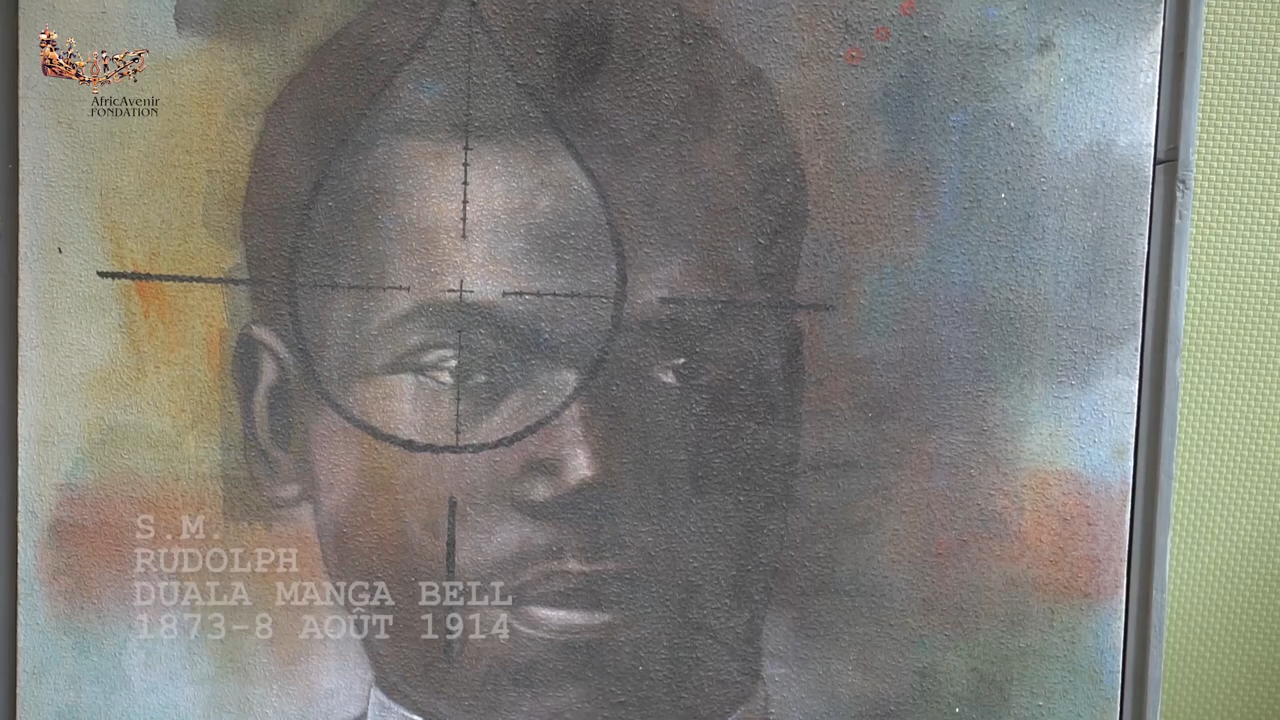 AfricAvenir
FONDATION
S.M.
RUDOLPH
DUALA MANGA BELL
1873-8 AOÛT 1914